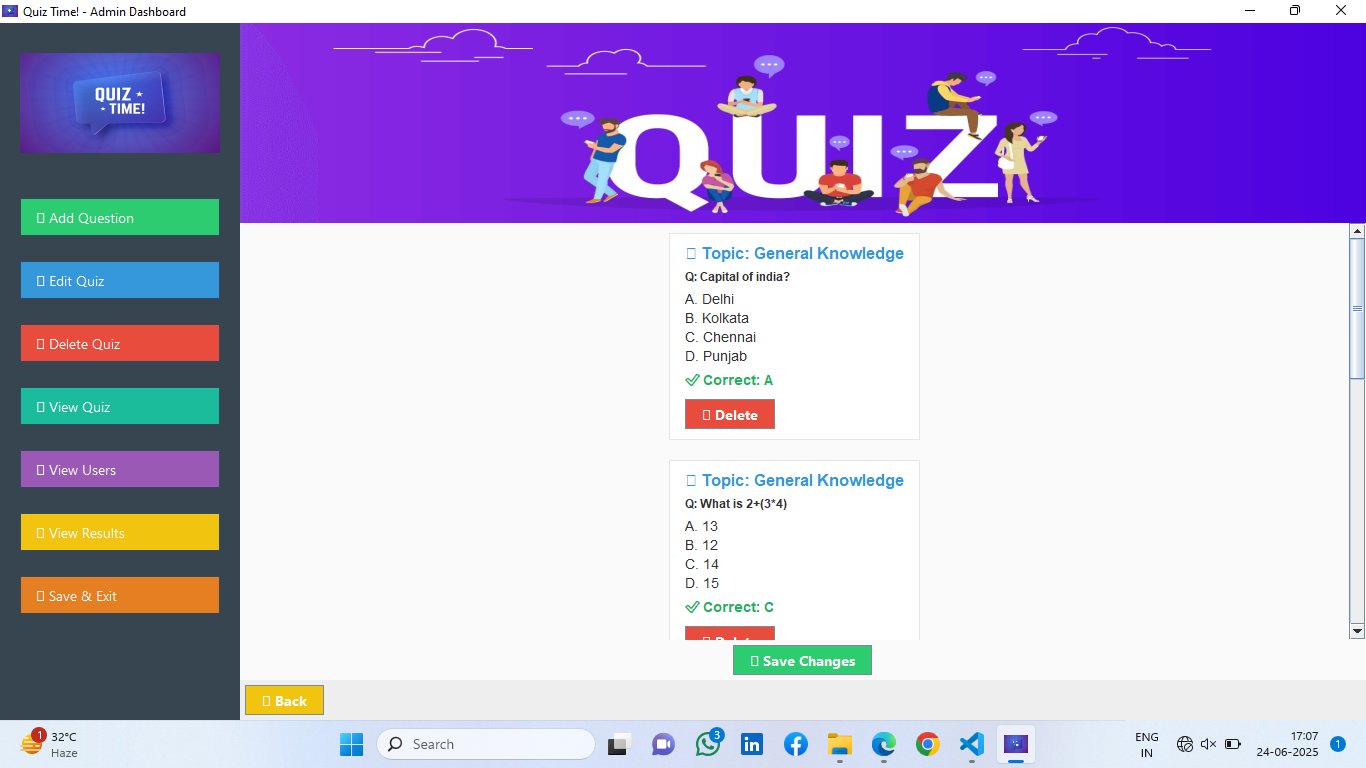 Quiz Time! - Admin Dashboard
QUIZ
TIME!
QUIZ
Add Question
Edit Quiz
Delete Quiz
View Quiz
View Users
View Results
Save & Exit
Topic: General Knowledge
Q: Capital of india?
A. Delhi
B. Kolkata
C. Chennai
D. Punjab
Correct: A
Delete
Topic: General Knowledge
Q: What is 2+(3*4)
A. 13
B. 12
C. 14
D. 15
Correct: C
Delete
Save Changes
Back
1
32°C
Haze
Search
3
ENG
IN
17:07
24-06-2025
1